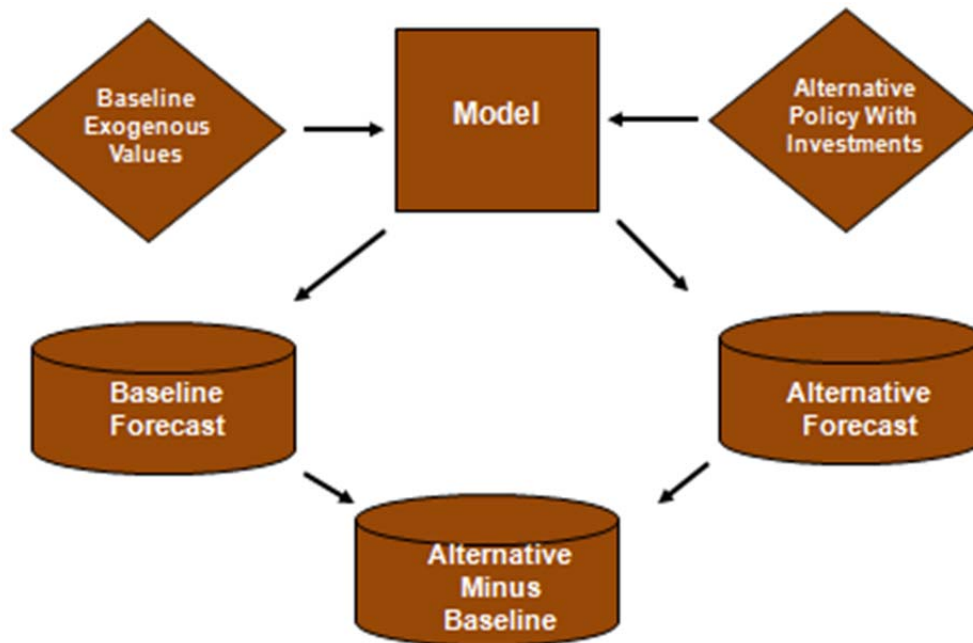 Baseline
Exogenous
Values
Model
Alternative
Policy With
Investments
Baseline
Forecast
Alternative
Forecast
Alternative
Minus
Baseline